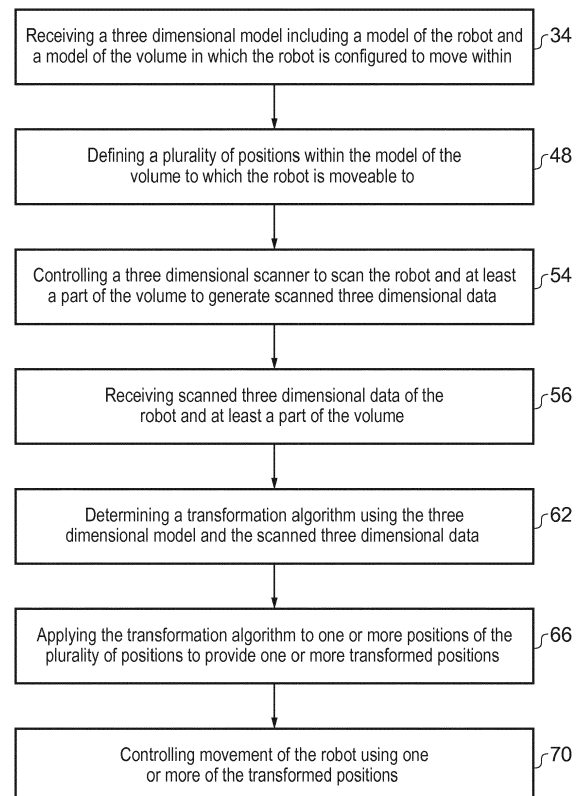 Receiving a three dimensional model including a model of the robot and
a model of the volume in which the robot is configured to move within
34
Defining a plurality of positions within the model of the
volume to which the robot is moveable to
48
Controlling a three dimensional scanner to scan the robot and at least
a part of the volume to generate scanned three dimensional data
54
Receiving scanned three dimensional data of the
robot and at least a part of the volume
56
Determining a transformation algorithm using the three
dimensional model and the scanned three dimensional data
62
Applying the transformation algorithm to one or more positions of the
plurality of positions to provide one or more transformed positions
66
Controlling movement of the robot using one
or more of the transformed positions
70